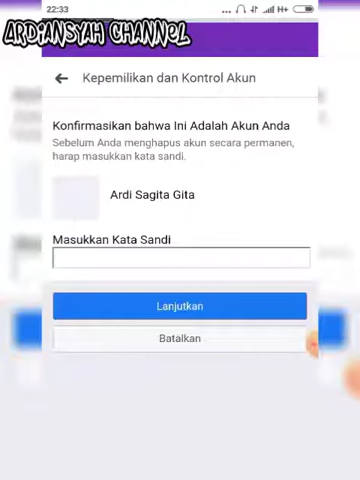 22:33
... H+
ARDIANSYAH CHANNEL
Kepemilikan dan Kontrol Akun
Konfirmasikan bahwa Ini Adalah Akun Anda
Sebelum Anda menghapus akun secara permanen,
harap masukkan kata sandi.
Ardi Sagita Gita
Masukkan Kata Sandi
Lanjutkan
Batalkan